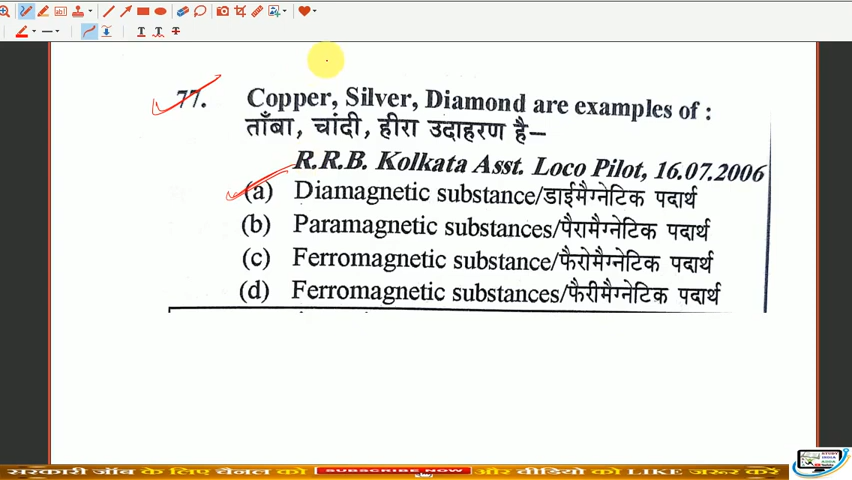 77. Copper, Silver, Diamond are examples of :
ताँबा, चांदी, हीरा उदाहरण है–
R.R.B. Kolkata Asst. Loco Pilot, 16.07.2006
(a) Diamagnetic substance/डाईमैग्नेटिक पदार्थ
(b) Paramagnetic substances/पैरामैग्नेटिक पदार्थ
(c) Ferromagnetic substance/फैरोमैग्नेटिक पदार्थ
(d) Ferromagnetic substances/फैरीमैग्नेटिक पदार्थ
सरकारी जॉब के लिए चैनल को SUBSCRIBE NOW और वीडियो को LIKE जरूर करें